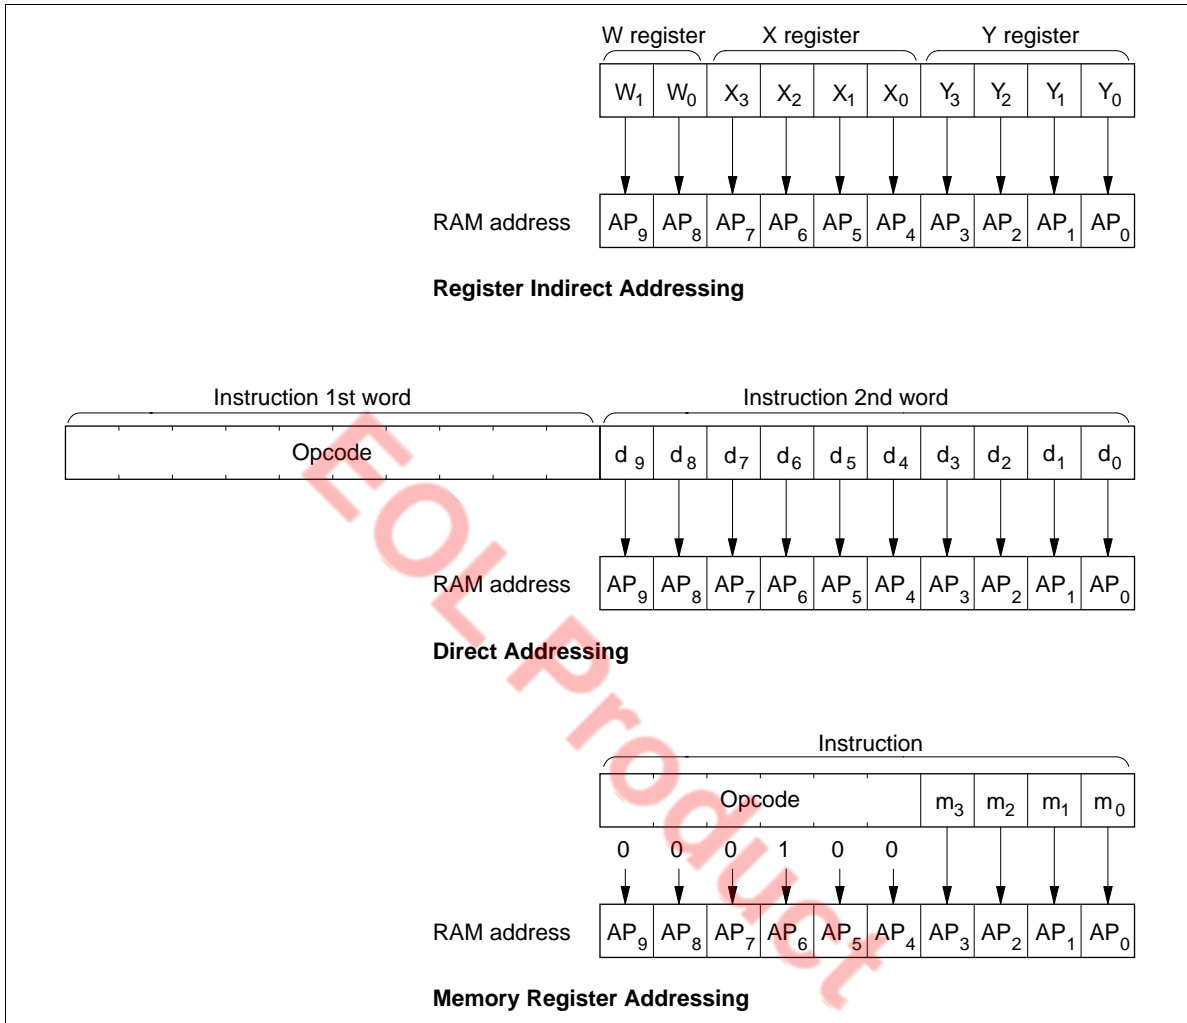 W register X register Y register
W1 W0 X3 X2 X1 X0 Y3 Y2 Y1 Y0
RAM address AP9 AP8 AP7 AP6 AP5 AP4 AP3 AP2 AP1 AP0
Register Indirect Addressing
Instruction 1st word Instruction 2nd word
Opcode d9 d8 d7 d6 d5 d4 d3 d2 d1 d0
RAM address AP9 AP8 AP7 AP6 AP5 AP4 AP3 AP2 AP1 AP0
Direct Addressing
Instruction
Opcode m3 m2 m1 m0
0 0 0 1 0 0
RAM address AP9 AP8 AP7 AP6 AP5 AP4 AP3 AP2 AP1 AP0
Memory Register Addressing
EOL Product